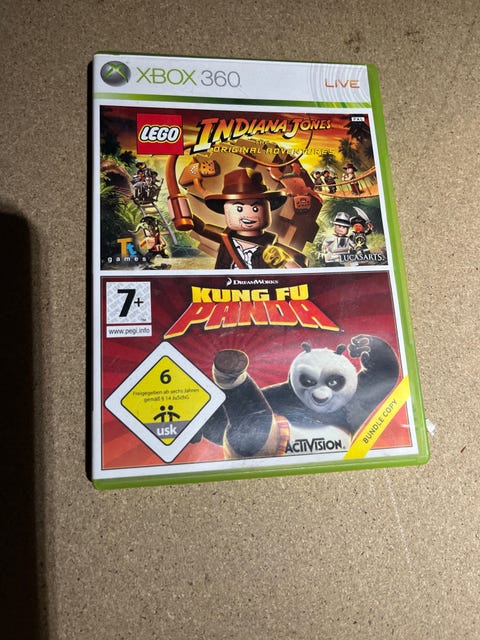 XBOX 360
LIVE
LEGO
INDIANA JONES
THE
ORIGINAL ADVENTURES
PAL
Tt
games
LUCASARTS
DREAMWORKS
KUNG FU
PANDA
7+
www.pegi.info
6
Freigegeben ab sechs Jahren
gemäß § 14 JuSchG
usk
ACTIVISION
BUNDLE COPY